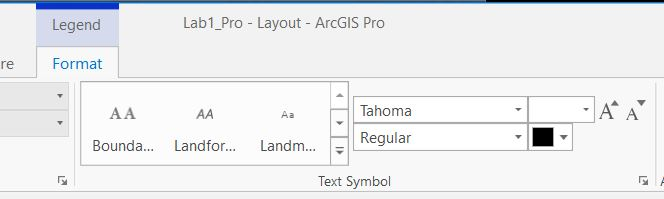 Legend
Lab1_Pro - Layout - ArcGIS Pro
re
Format
AA
AA
Aa
Bounda...
Landfor...
Landm...
Tahoma
A
A
Regular
Text Symbol